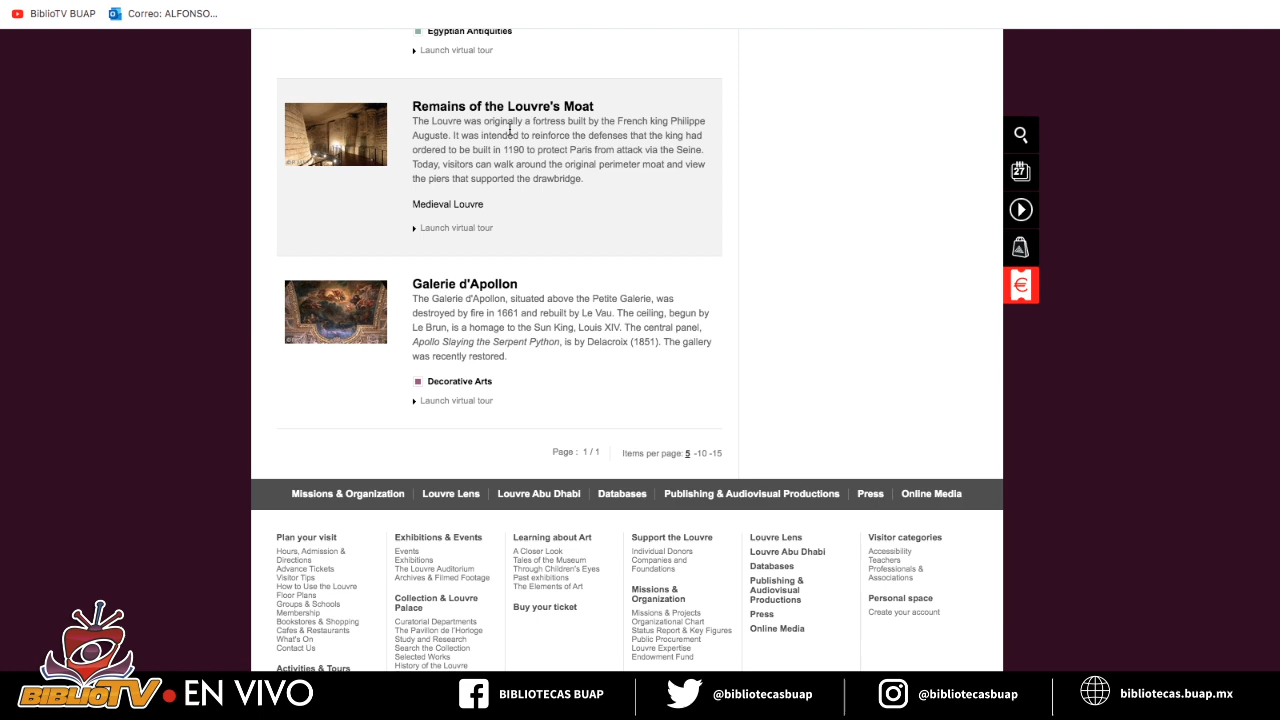 BiblioTV BUAP
Correo: ALFONSO...
Egyptian Antiquities
Launch virtual tour
Remains of the Louvre's Moat
The Louvre was originally a fortress built by the French king Philippe
Auguste. It was intended to reinforce the defenses that the king had
ordered to be built in 1190 to protect Paris from attack via the Seine.
Today, visitors can walk around the original perimeter moat and view
the piers that supported the drawbridge.
Medieval Louvre
Launch virtual tour
Galerie d'Apollon
The Galerie d'Apollon, situated above the Petite Galerie, was
destroyed by fire in 1661 and rebuilt by Le Vau. The ceiling, begun by
Le Brun, is a homage to the Sun King, Louis XIV. The central panel,
Apollo Slaying the Serpent Python, is by Delacroix (1851). The gallery
was recently restored.
Decorative Arts
Launch virtual tour
27
€
Page : 1 / 1
Items per page: 5 -10 -15
Missions & Organization
Louvre Lens
Louvre Abu Dhabi
Databases
Publishing & Audiovisual Productions
Press
Online Media
Plan your visit
Hours, Admission &
Directions
Advance Tickets
Visitor Tips
How to Use the Louvre
Floor Plans
Groups & Schools
Membership
Bookstores & Shopping
Cafes & Restaurants
What's On
Contact Us
Activities & Tours
Exhibitions & Events
Events
Exhibitions
The Louvre Auditorium
Archives & Filmed Footage
Collection & Louvre
Palace
Curatorial Departments
The Pavillon de l'Horloge
Study and Research
Search the Collection
Selected Works
History of the Louvre
Learning about Art
A Closer Look
Tales of the Museum
Through Children's Eyes
Past exhibitions
The Elements of Art
Buy your ticket
Support the Louvre
Individual Donors
Companies and
Foundations
Missions &
Organization
Missions & Projects
Organizational Chart
Status Report & Key Figures
Public Procurement
Louvre Expertise
Endowment Fund
Louvre Lens
Louvre Abu Dhabi
Databases
Publishing &
Audiovisual
Productions
Press
Online Media
Visitor categories
Accessibility
Teachers
Professionals &
Associations
Personal space
Create your account
BIBLIOTV
EN VIVO
BIBLIOTECAS BUAP
@bibliotecasbuap
@bibliotecasbuap
bibliotecas.buap.mx